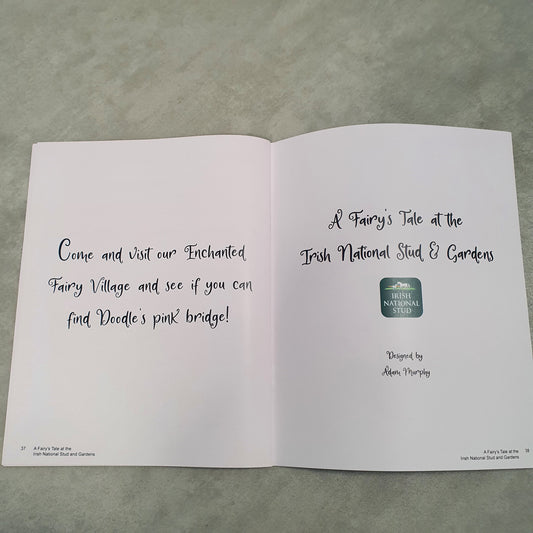 Come and visit our Enchanted
Fairy Village and see if you can
find Doodle's pink bridge!
37
A Fairy's Tale at the
Irish National Stud and Gardens
A Fairy's Tale at the
Irish National Stud & Gardens
IRISH
NATIONAL
STUD
Designed by
Adam Murphy
A Fairy's Tale at the
Irish National Stud and Gardens